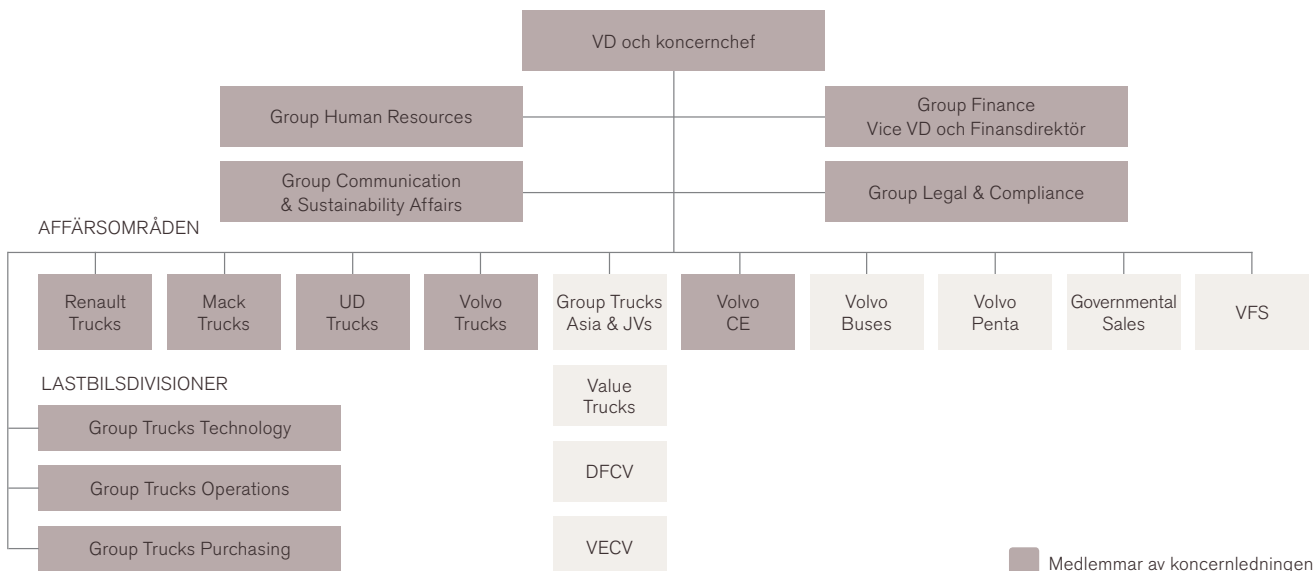 VD och koncernchef
Group Human Resources
Group Finance
Vice VD och Finansdirektör
Group Communication
& Sustainability Affairs
Group Legal & Compliance
AFFÄRSOMRÅDEN
Renault
Trucks
Mack
Trucks
UD
Trucks
Volvo
Trucks
Group Trucks
Asia & JVs
Volvo
CE
Volvo
Buses
Volvo
Penta
Governmental
Sales
VFS
LASTBILSDIVISIONER
Value
Trucks
Group Trucks Technology
DFCV
Group Trucks Operations
VECV
Group Trucks Purchasing
Medlemmar av koncernledningen